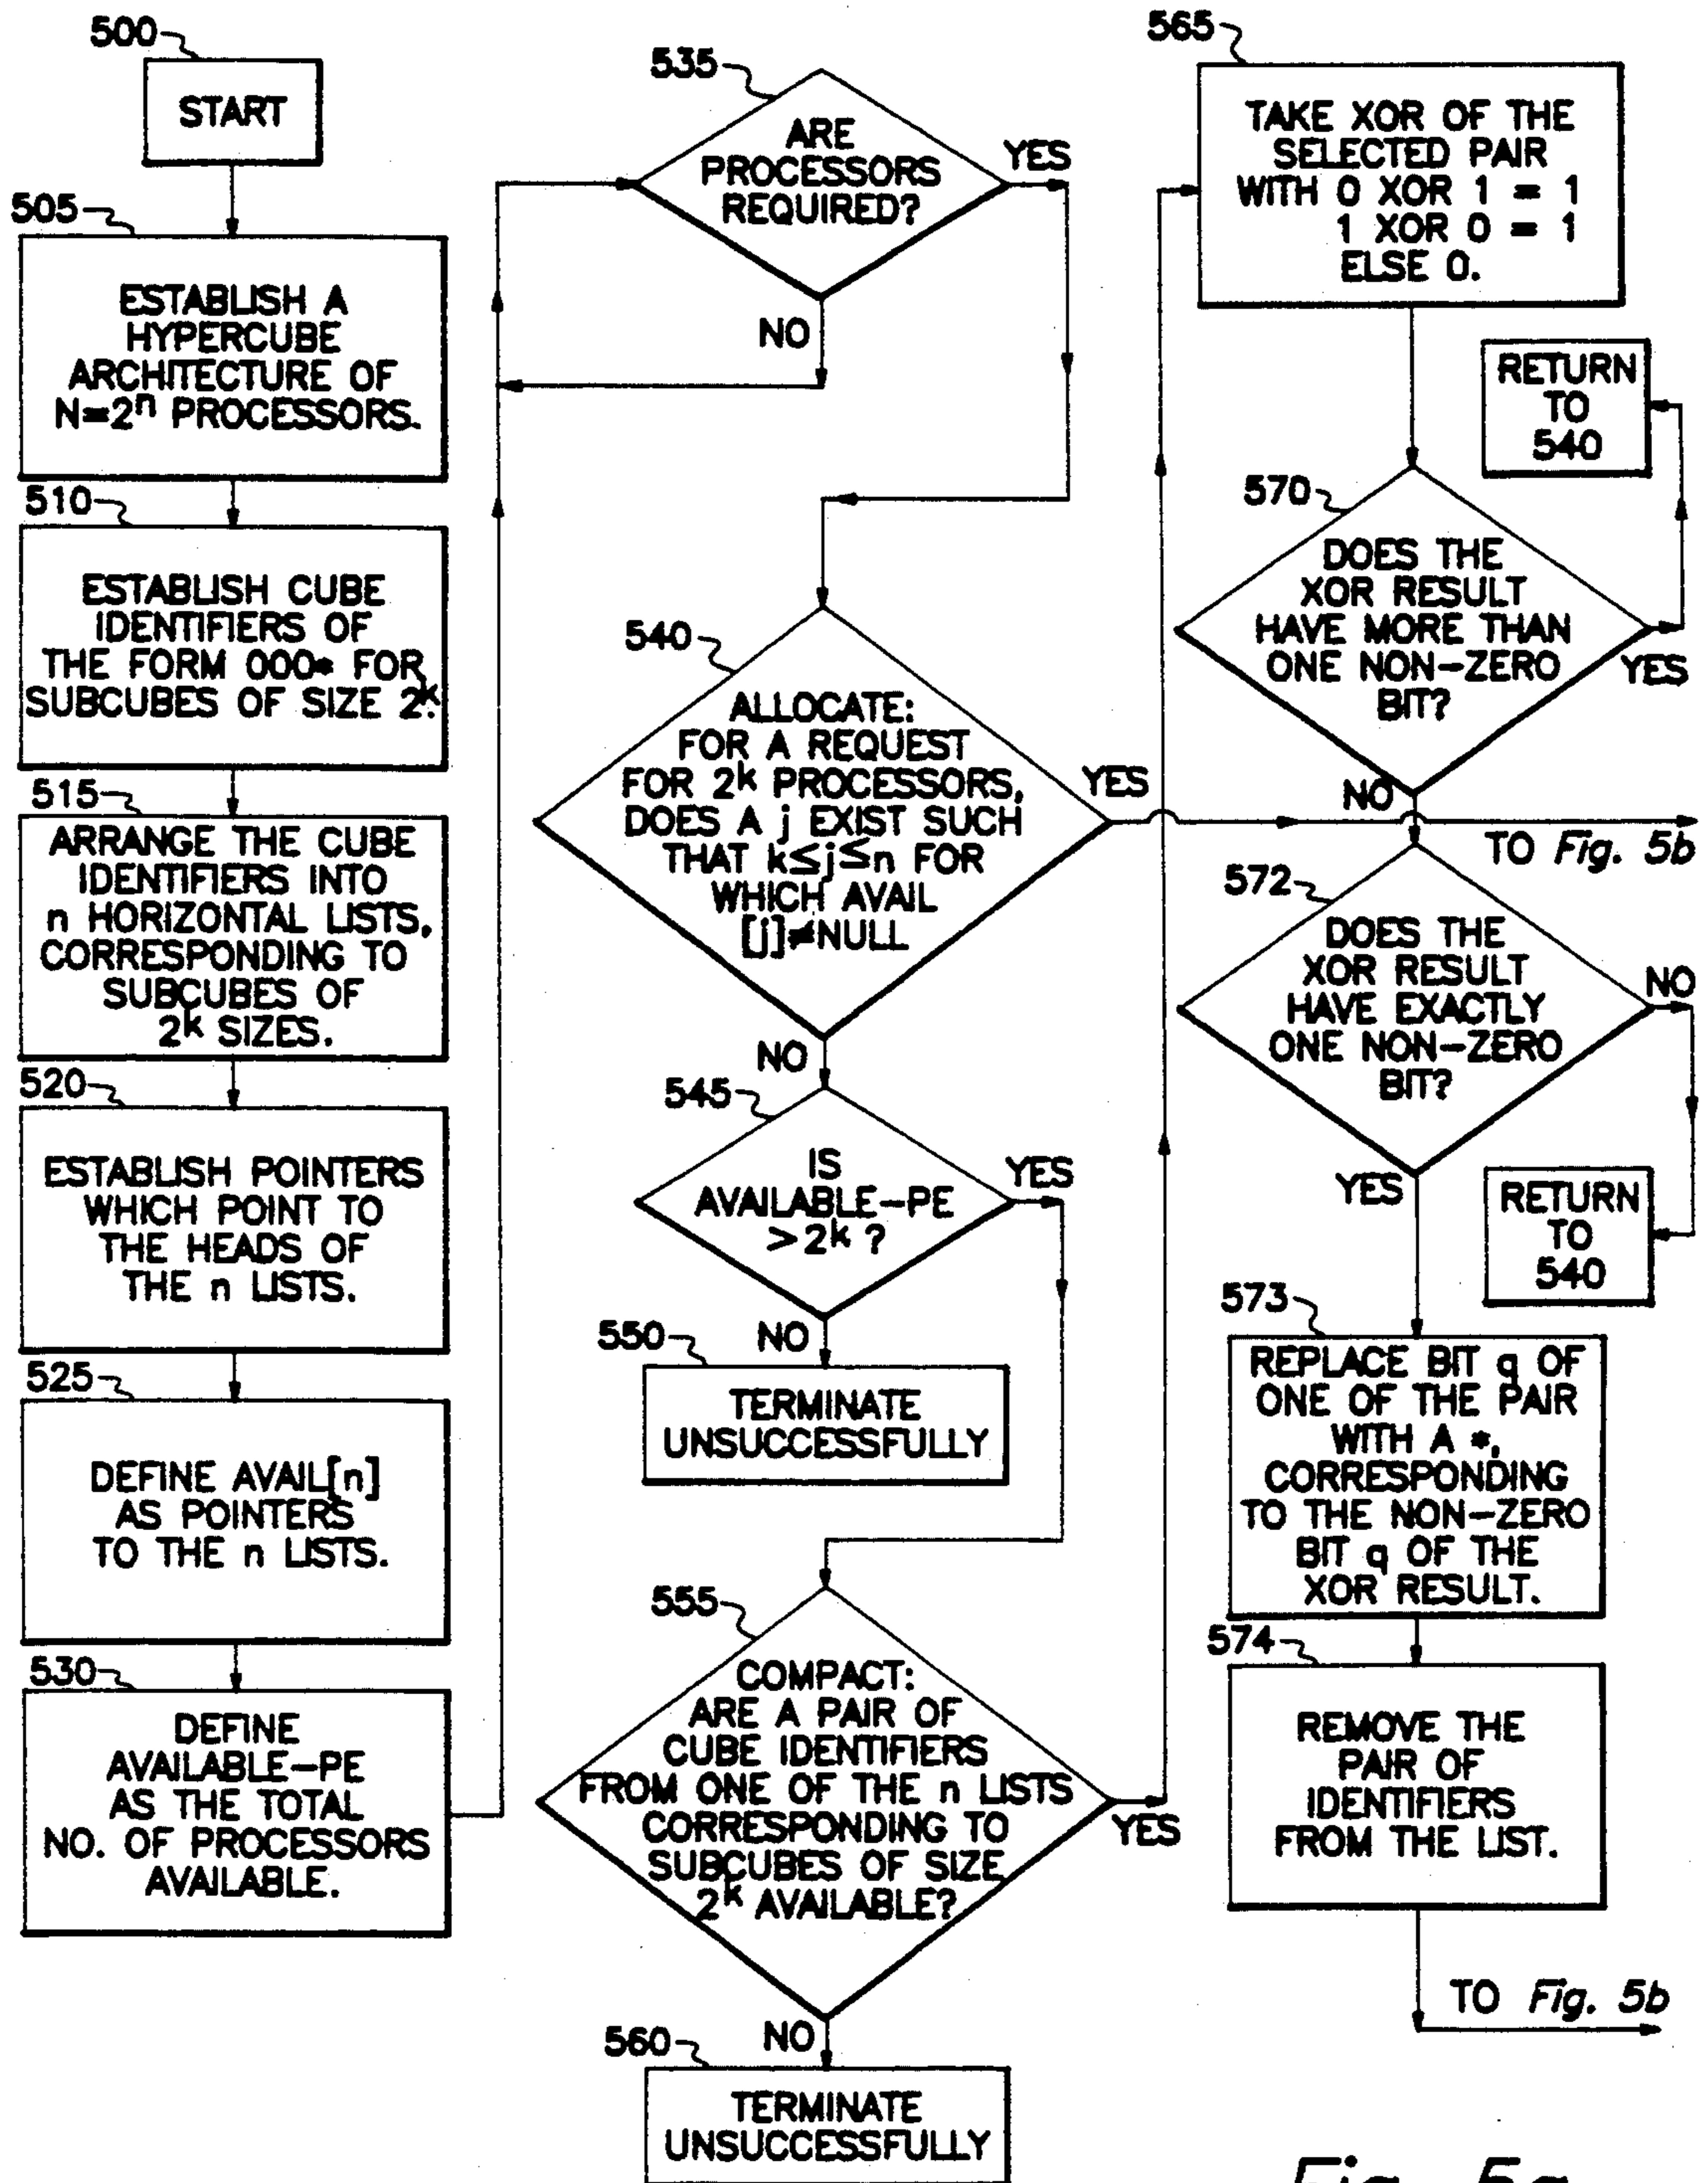 500
START
505
ESTABLISH A
HYPERCUBE
ARCHITECTURE OF
N=2ⁿ PROCESSORS.
510
ESTABLISH CUBE
IDENTIFIERS OF
THE FORM 000* FOR
SUBCUBES OF SIZE 2ᵏ.
515
ARRANGE THE CUBE
IDENTIFIERS INTO
n HORIZONTAL LISTS,
CORRESPONDING TO
SUBCUBES OF
2ᵏ SIZES.
520
ESTABLISH POINTERS
WHICH POINT TO
THE HEADS OF
THE n LISTS.
525
DEFINE AVAIL[n]
AS POINTERS
TO THE n LISTS.
530
DEFINE
AVAILABLE-PE
AS THE TOTAL
NO. OF PROCESSORS
AVAILABLE.
535
ARE
PROCESSORS
REQUIRED?
YES
NO
540
ALLOCATE:
FOR A REQUEST
FOR 2ᵏ PROCESSORS,
DOES A j EXIST SUCH
THAT k≤j≤n FOR
WHICH AVAIL
[j]≠NULL
YES
TO Fig. 5b
NO
545
IS
AVAILABLE-PE
>2ᵏ ?
YES
NO
550
TERMINATE
UNSUCCESSFULLY
555
COMPACT:
ARE A PAIR OF
CUBE IDENTIFIERS
FROM ONE OF THE n LISTS
CORRESPONDING TO
SUBCUBES OF SIZE
2ᵏ AVAILABLE?
YES
NO
560
TERMINATE
UNSUCCESSFULLY
565
TAKE XOR OF THE
SELECTED PAIR
WITH 0 XOR 1 = 1
1 XOR 0 = 1
ELSE 0.
RETURN
TO
540
570
DOES THE
XOR RESULT
HAVE MORE THAN
ONE NON-ZERO
BIT?
YES
NO
572
DOES THE
XOR RESULT
HAVE EXACTLY
ONE NON-ZERO
BIT?
NO
YES
RETURN
TO
540
573
REPLACE BIT q OF
ONE OF THE PAIR
WITH A *,
CORRESPONDING
TO THE NON-ZERO
BIT q OF THE
XOR RESULT.
574
REMOVE THE
PAIR OF
IDENTIFIERS
FROM THE LIST.
TO Fig. 5b
Fig. 5a